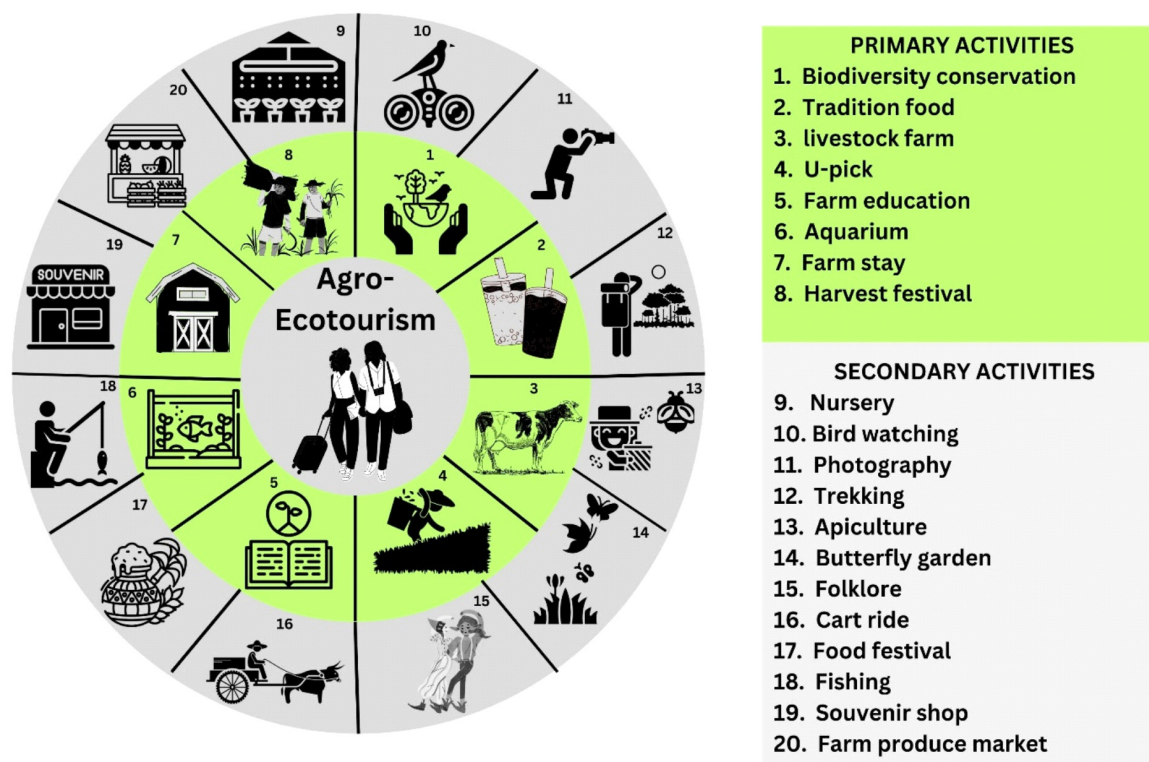 9
10
20
11
8
1
SOUVENIR
19
7
Agro-
Ecotourism
2
12
18
6
3
13
17
5
4
14
16
15
PRIMARY ACTIVITIES
1. Biodiversity conservation
2. Tradition food
3. livestock farm
4. U-pick
5. Farm education
6. Aquarium
7. Farm stay
8. Harvest festival
SECONDARY ACTIVITIES
9. Nursery
10. Bird watching
11. Photography
12. Trekking
13. Apiculture
14. Butterfly garden
15. Folklore
16. Cart ride
17. Food festival
18. Fishing
19. Souvenir shop
20. Farm produce market